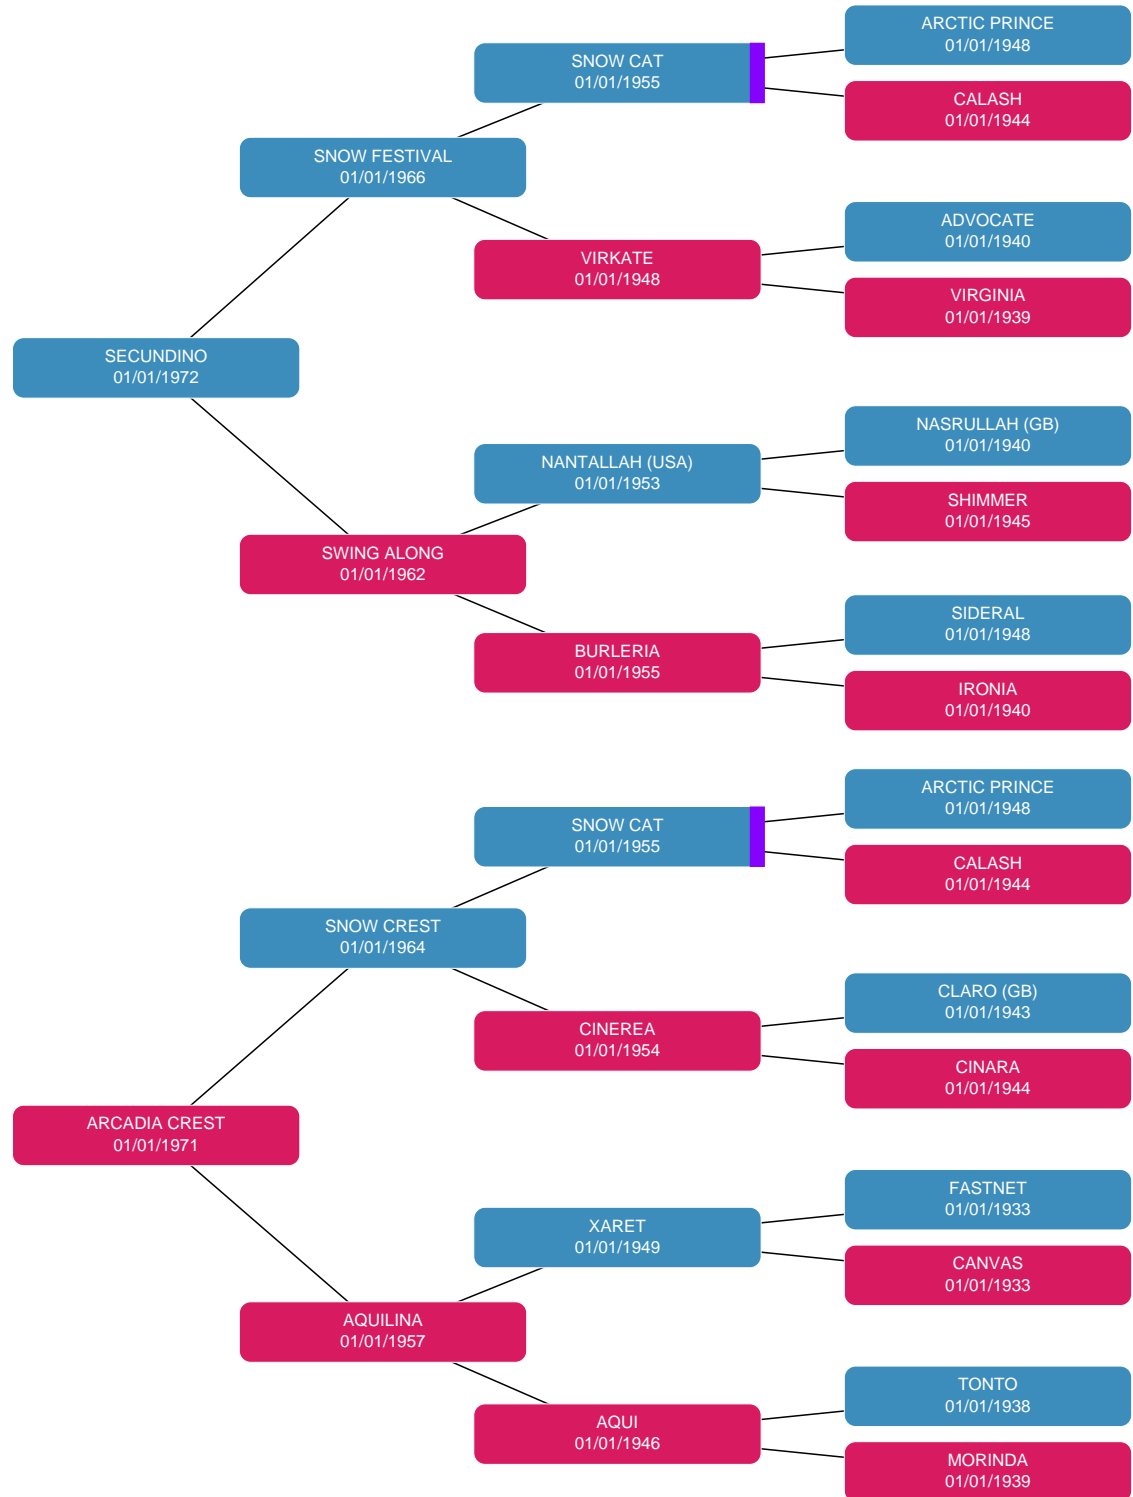 ARCTIC PRINCE
01/01/1948
SNOW CAT
01/01/1955
CALASH
01/01/1944
SNOW FESTIVAL
01/01/1966
ADVOCATE
01/01/1940
VIRKATE
01/01/1948
VIRGINIA
01/01/1939
SECUNDINO
01/01/1972
NASRULLAH (GB)
01/01/1940
NANTALLAH (USA)
01/01/1953
SHIMMER
01/01/1945
SWING ALONG
01/01/1962
SIDERAL
01/01/1948
BURLERIA
01/01/1955
IRONIA
01/01/1940
ARCTIC PRINCE
01/01/1948
SNOW CAT
01/01/1955
CALASH
01/01/1944
SNOW CREST
01/01/1964
CLARO (GB)
01/01/1943
CINEREA
01/01/1954
CINARA
01/01/1944
ARCADIA CREST
01/01/1971
FASTNET
01/01/1933
XARET
01/01/1949
CANVAS
01/01/1933
AQUILINA
01/01/1957
TONTO
01/01/1938
AQUI
01/01/1946
MORINDA
01/01/1939